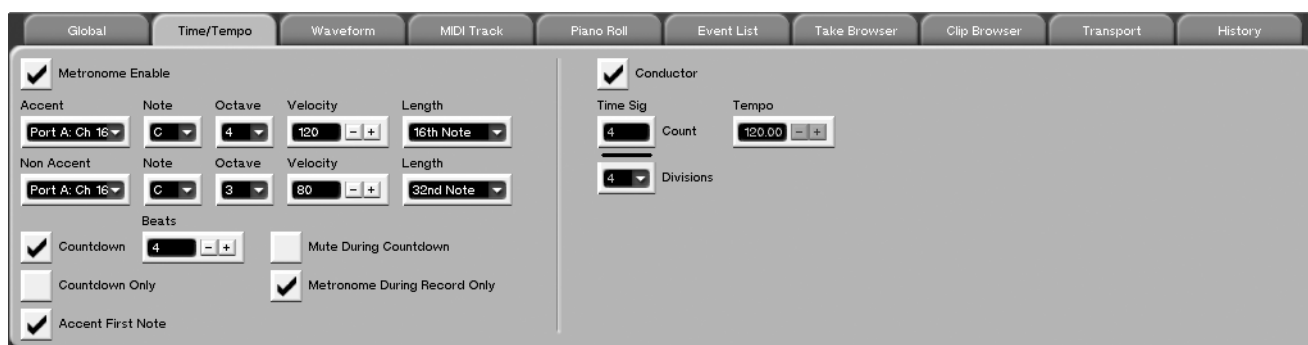 Global Time/Tempo Waveform MIDI Track Piano Roll Event List Take Browser Clip Browser Transport History
Metronome Enable
Accent Note Octave Velocity Length
Port A: Ch 16 C 4 120 - + 16th Note
Non Accent Note Octave Velocity Length
Port A: Ch 16 C 3 80 - + 32nd Note
Beats
Countdown 4 - + Mute During Countdown
Countdown Only Metronome During Record Only
Accent First Note
Conductor
Time Sig Tempo
4 Count 120.00 - +
4 Divisions